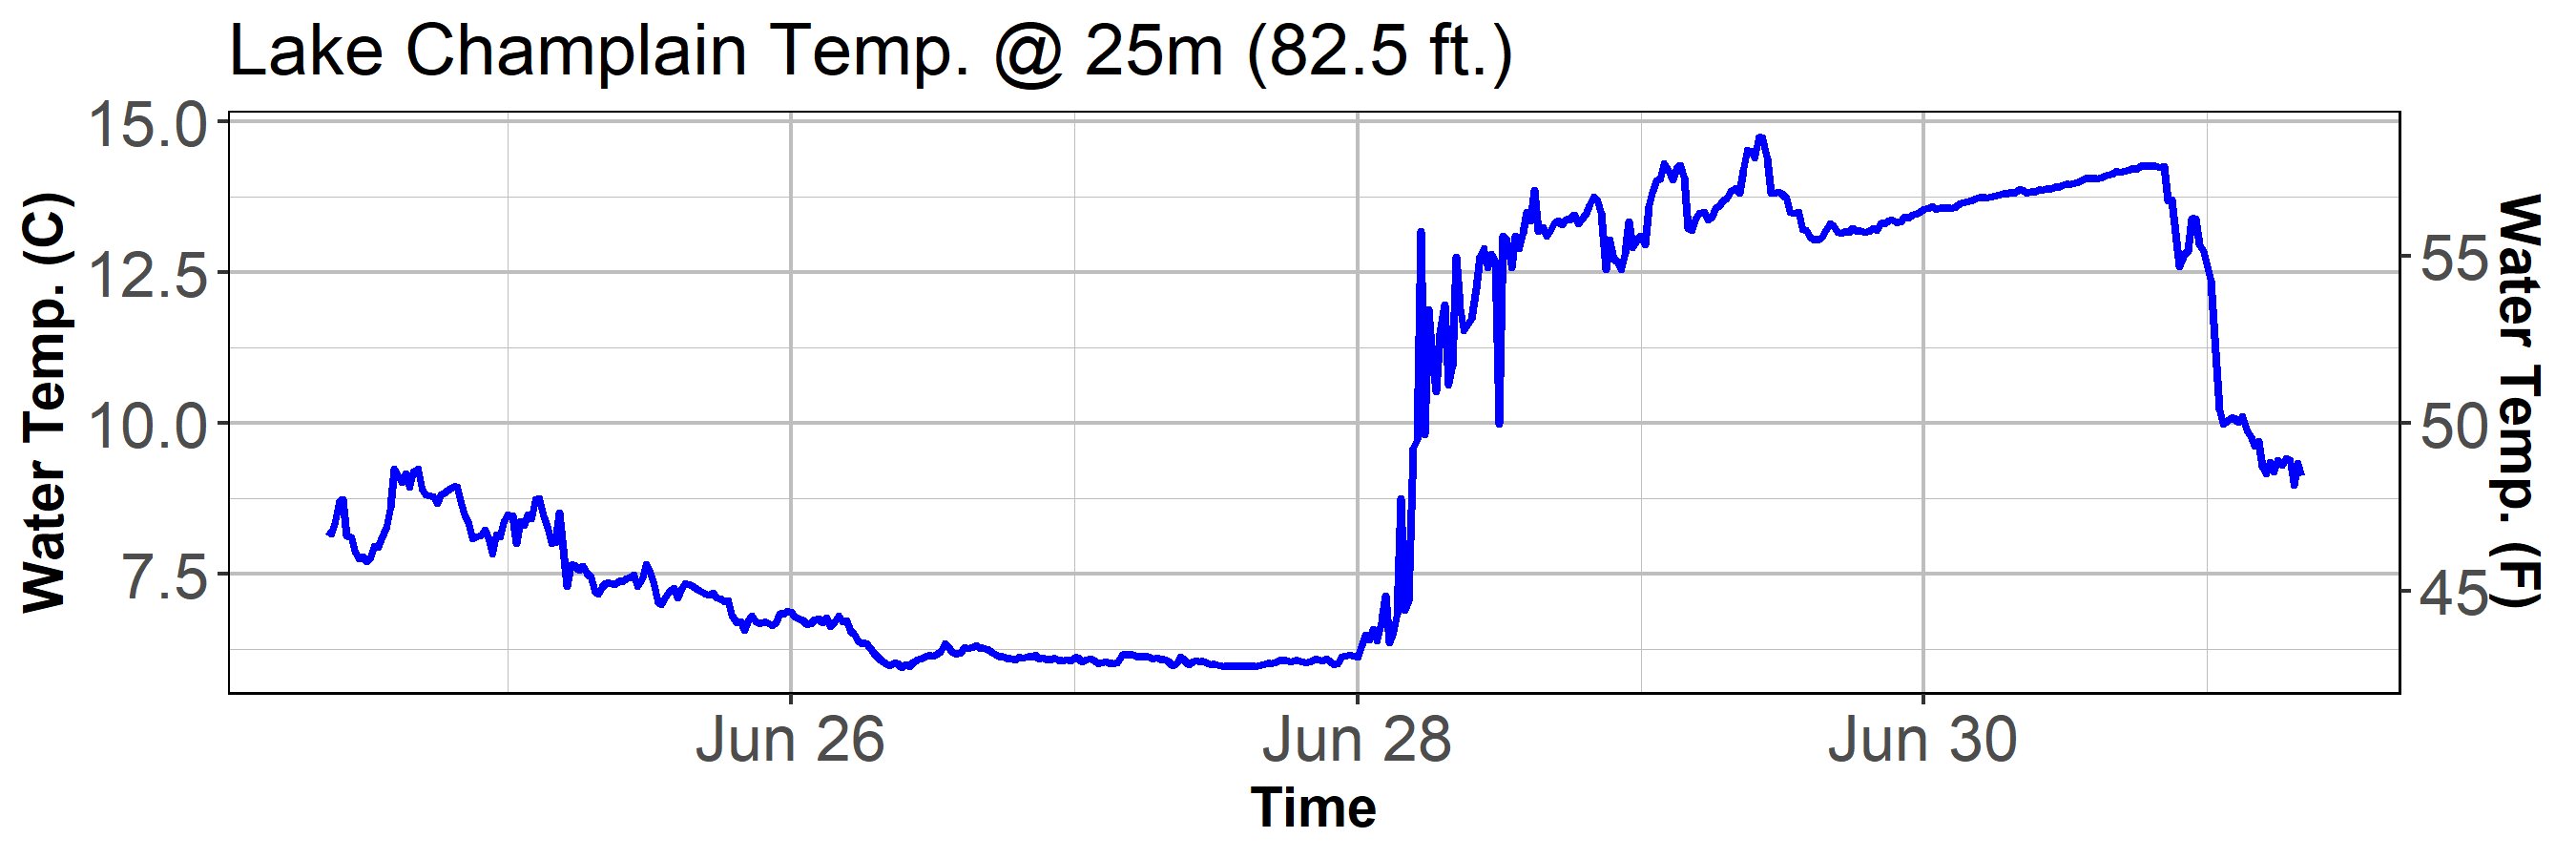 Lake Champlain Temp. @ 25m (82.5 ft.)
Water Temp. (C)
15.0
12.5
10.0
7.5
55
50
45
Water Temp. (F)
Jun 26
Jun 28
Jun 30
Time